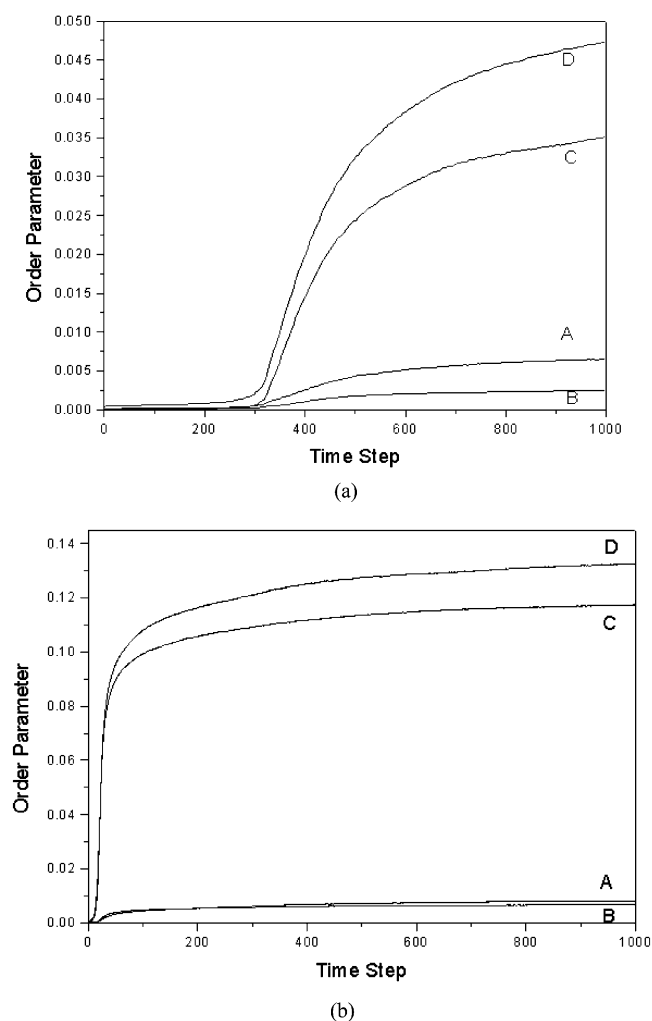 0.050
0.045
0.040
0.035
0.030
0.025
0.020
0.015
0.010
0.005
0.000
Order Parameter
D
C
A
B
0 200 400 600 800 1000
Time Step
(a)
0.14
0.12
0.10
0.08
0.06
0.04
0.02
0.00
Order Parameter
D
C
A
B
0 200 400 600 800 1000
Time Step
(b)